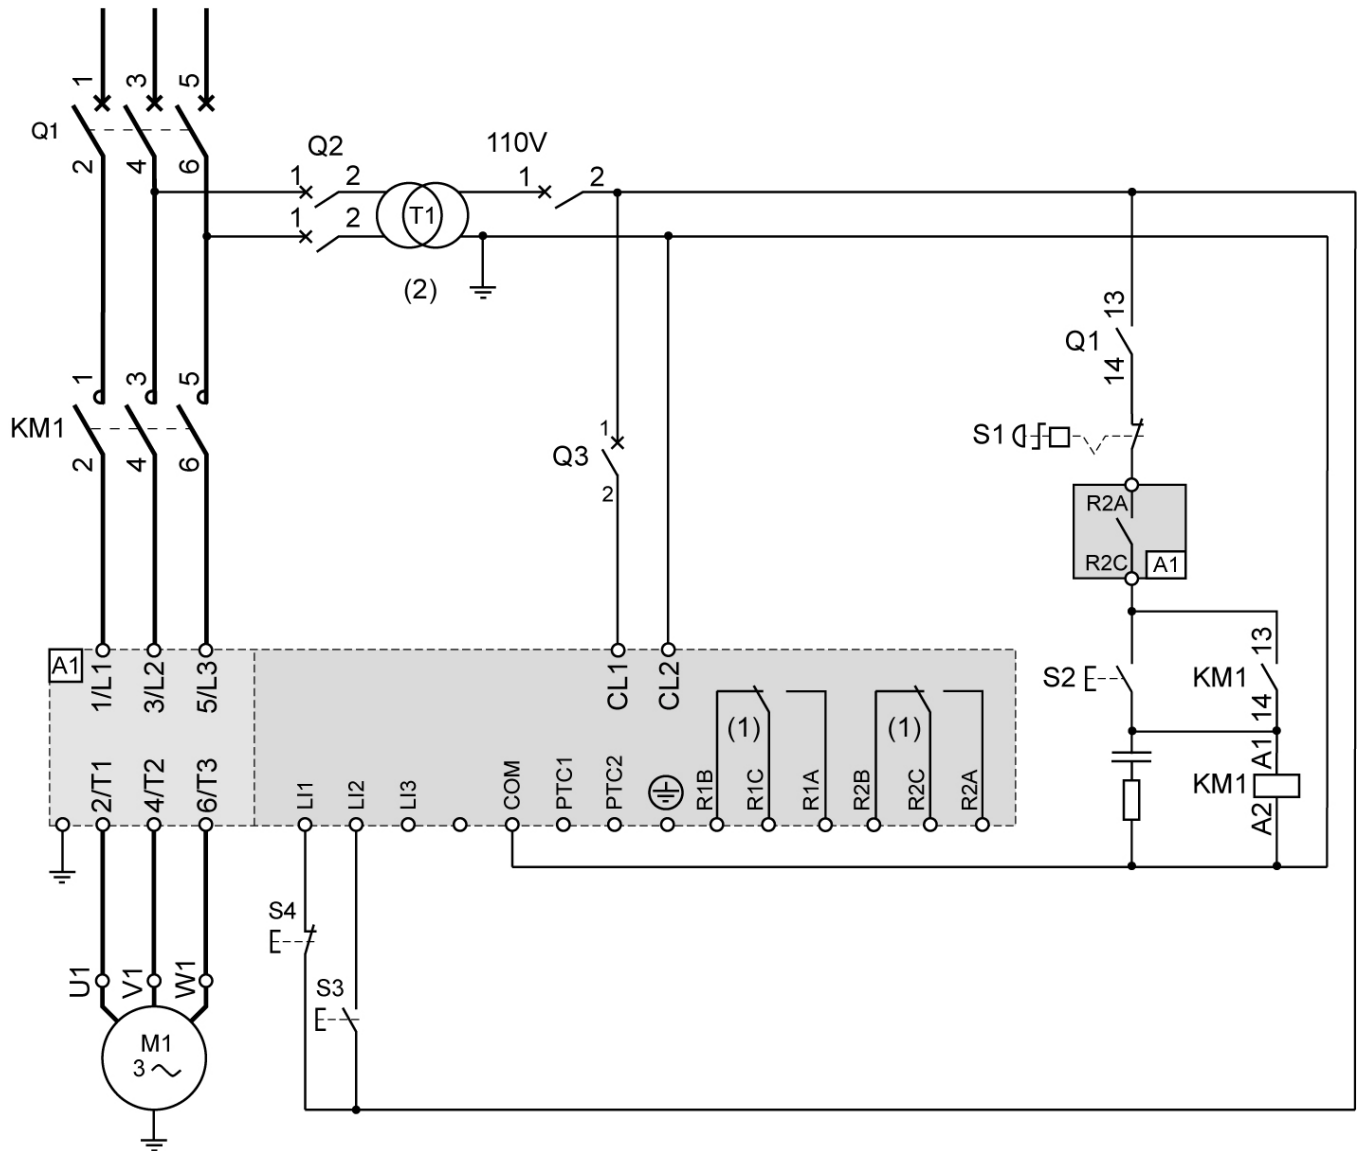 1 3 5
Q1
2 4 6
Q2
1 2
1 2
T1
(2)
110V
1 2
13
Q1
14
1 3 5
KM1
2 4 6
1
Q3
2
S1
R2A
R2C
A1
13
S2
KM1
14
A1
KM1
A2
A1
1/L1 3/L2 5/L3
CL1 CL2
(1) (1)
2/T1 4/T2 6/T3
LI1 LI2 LI3 COM PTC1 PTC2 R1B R1C R1A R2B R2C R2A
S4
S3
U1 V1 W1
M1
3